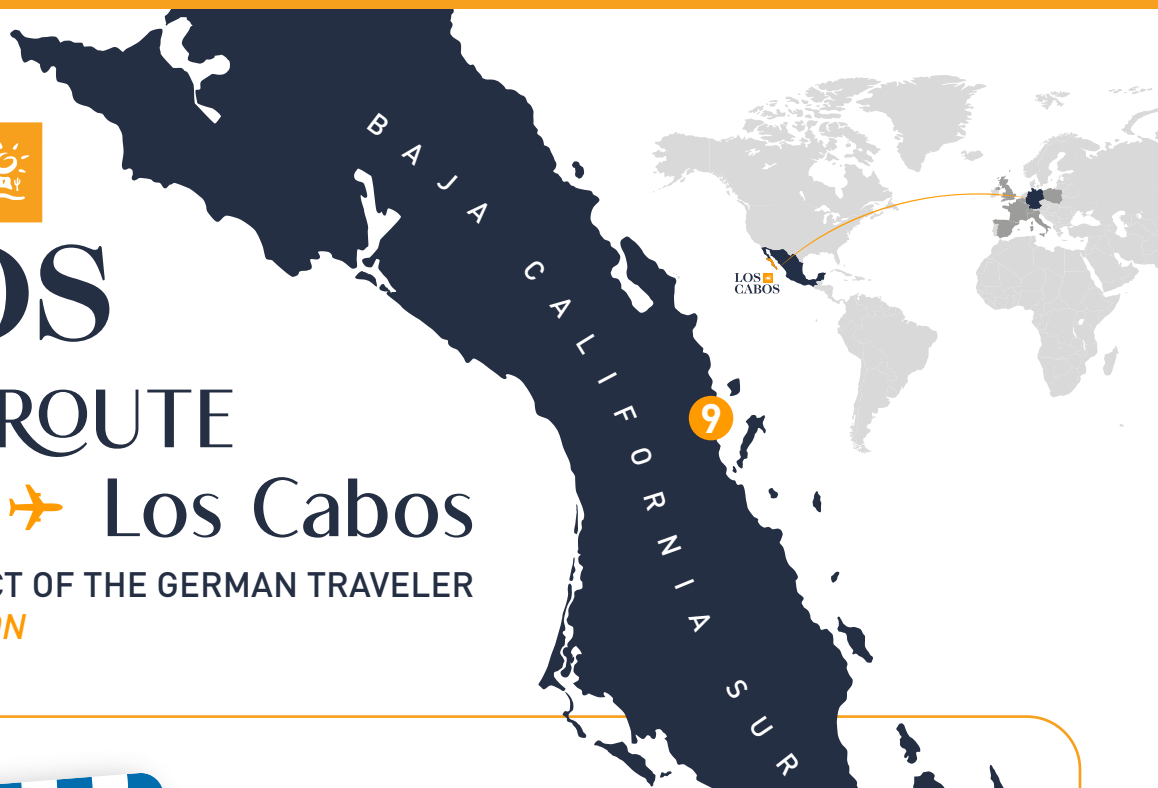 OS
ROUTE
Los Cabos
CT OF THE GERMAN TRAVELER
ON
BAJA CALIFORNIA SUR
9
LOS
CABOS